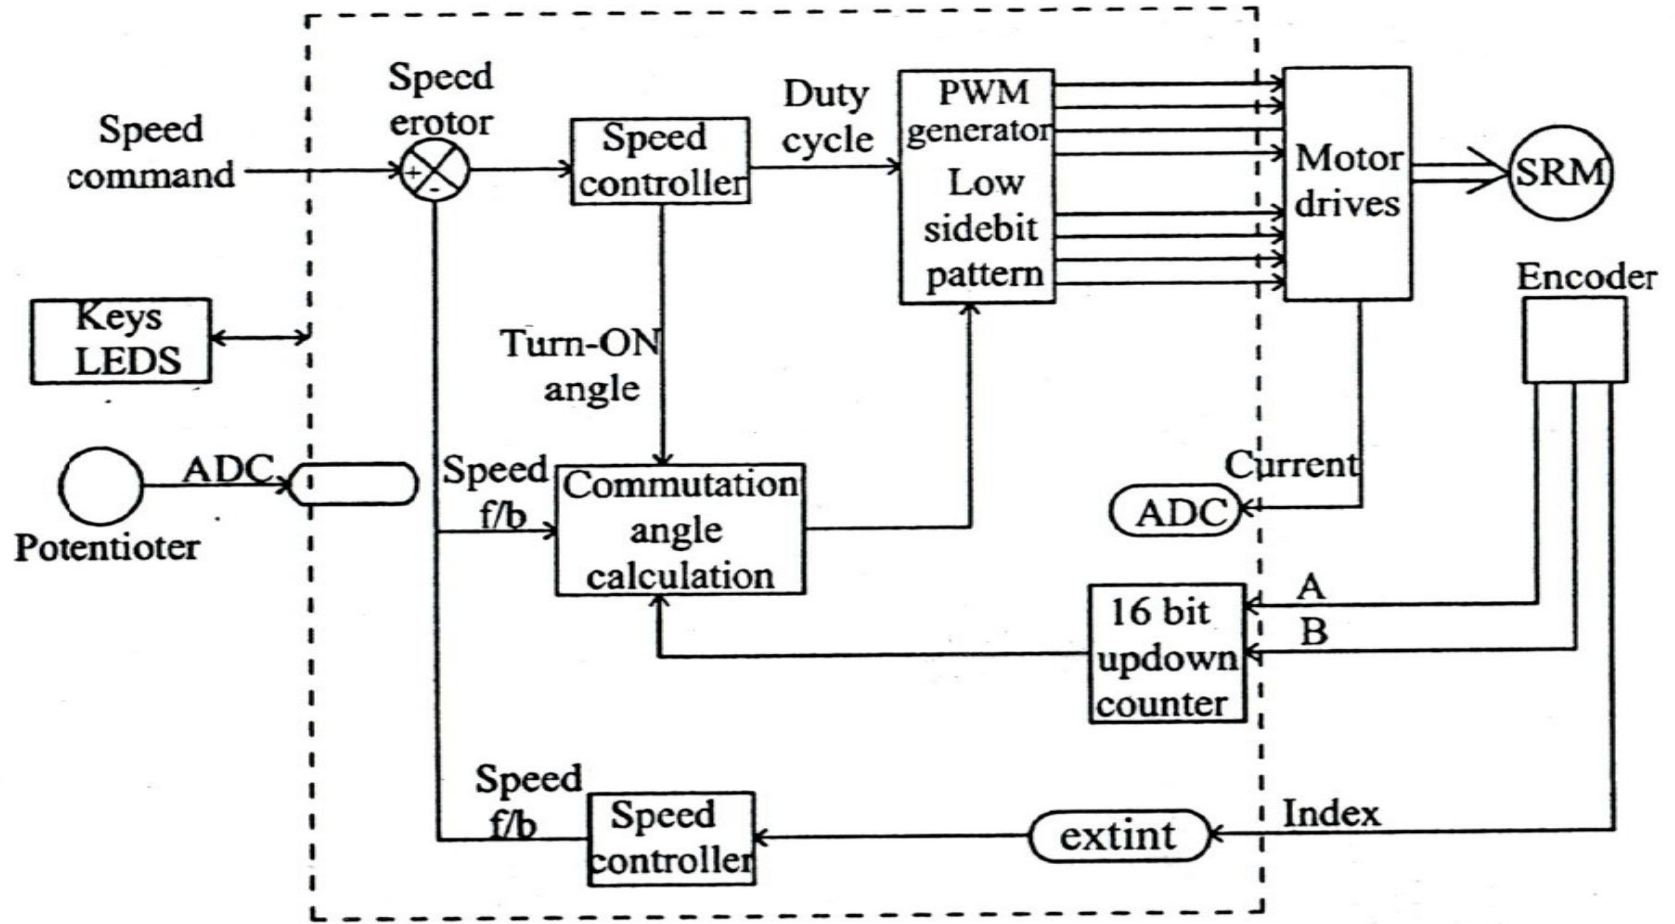 Speed
erotor
Speed
command
+
-
Speed
controller
Duty
cycle
PWM
generator
Low
sidebit
pattern
Motor
drives
SRM
Encoder
Keys
LEDS
Turn-ON
angle
ADC
Potentioter
Speed
f/b
Commutation
angle
calculation
Current
ADC
A
B
16 bit
updown
counter
Speed
f/b
Speed
controller
extint
Index